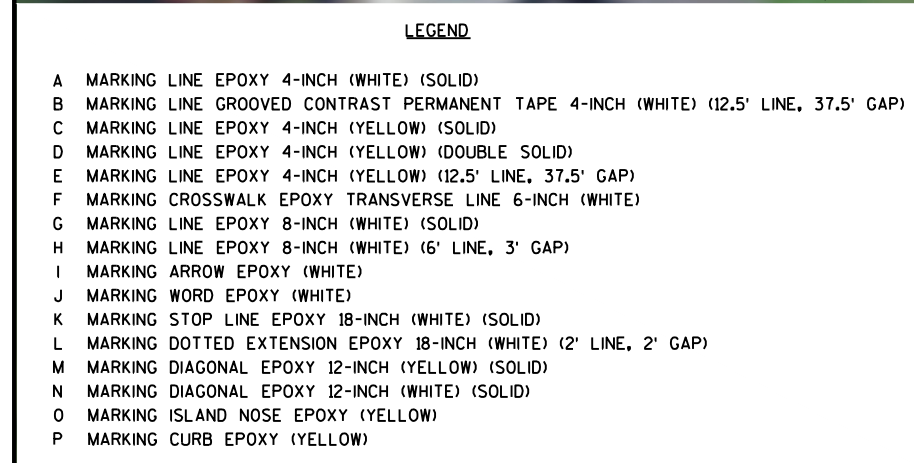 LEGEND
A MARKING LINE EPOXY 4-INCH (WHITE) (SOLID)
B MARKING LINE GROOVED CONTRAST PERMANENT TAPE 4-INCH (WHITE) (12.5' LINE, 37.5' GAP)
C MARKING LINE EPOXY 4-INCH (YELLOW) (SOLID)
D MARKING LINE EPOXY 4-INCH (YELLOW) (DOUBLE SOLID)
E MARKING LINE EPOXY 4-INCH (YELLOW) (12.5' LINE, 37.5' GAP)
F MARKING CROSSWALK EPOXY TRANSVERSE LINE 6-INCH (WHITE)
G MARKING LINE EPOXY 8-INCH (WHITE) (SOLID)
H MARKING LINE EPOXY 8-INCH (WHITE) (6' LINE, 3' GAP)
I MARKING ARROW EPOXY (WHITE)
J MARKING WORD EPOXY (WHITE)
K MARKING STOP LINE EPOXY 18-INCH (WHITE) (SOLID)
L MARKING DOTTED EXTENSION EPOXY 18-INCH (WHITE) (2' LINE, 2' GAP)
M MARKING DIAGONAL EPOXY 12-INCH (YELLOW) (SOLID)
N MARKING DIAGONAL EPOXY 12-INCH (WHITE) (SOLID)
O MARKING ISLAND NOSE EPOXY (YELLOW)
P MARKING CURB EPOXY (YELLOW)